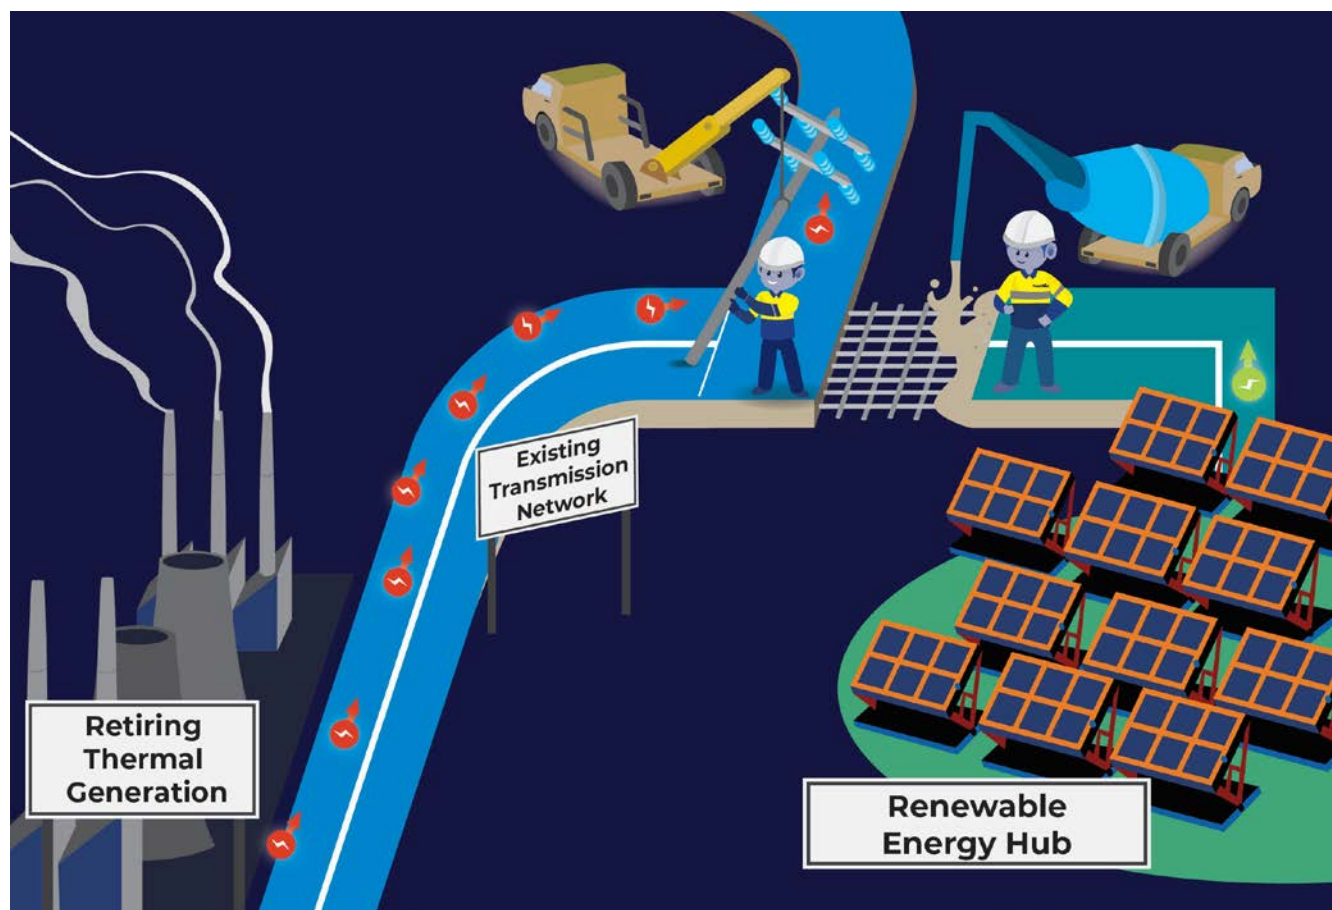 Existing
Transmission
Network
Retiring
Thermal
Generation
Renewable
Energy Hub